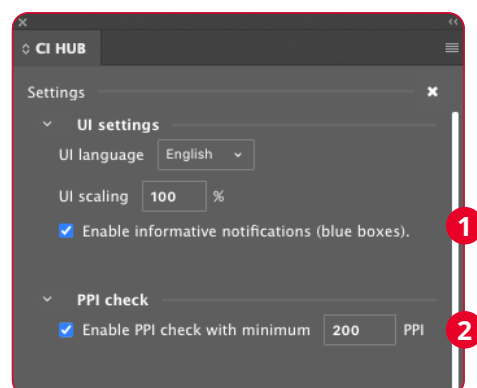 CI HUB
Settings
UI settings
UI language English
UI scaling 100 %
Enable informative notifications (blue boxes).
1
PPI check
Enable PPI check with minimum 200 PPI
2